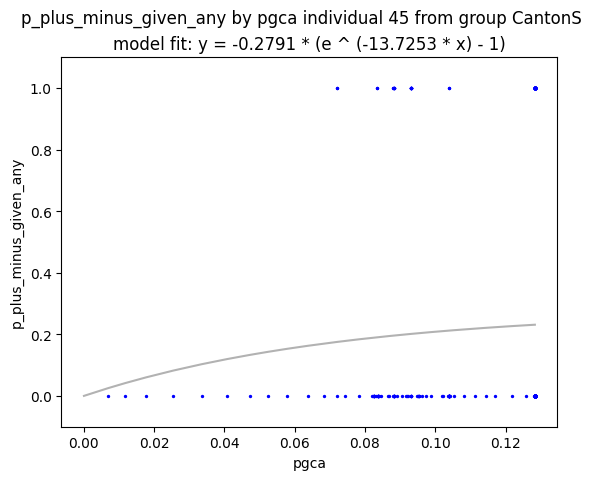 p_plus_minus_given_any by pgca individual 45 from group CantonS
model fit: y = -0.2791 * (e ^ (-13.7253 * x) - 1)
1.0
0.8
0.6
0.4
0.2
0.0
p_plus_minus_given_any
0.00 0.02 0.04 0.06 0.08 0.10 0.12
pgca